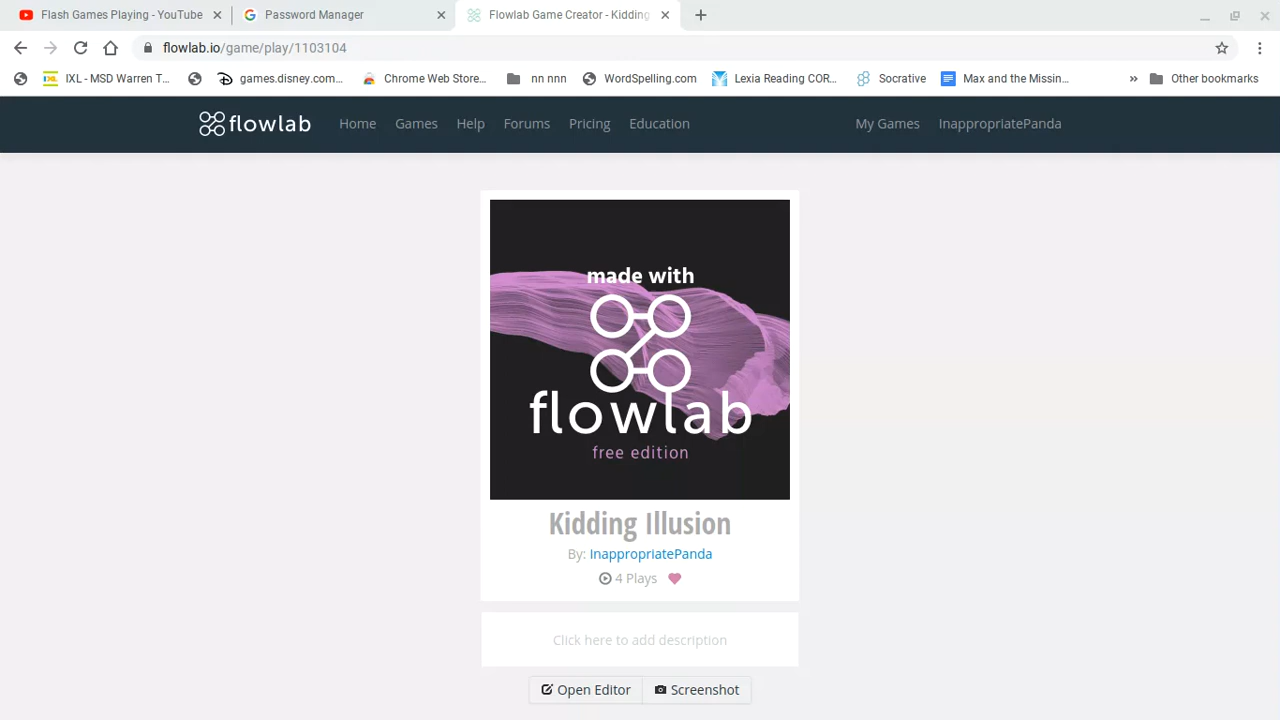 Flash Games Playing - YouTube
Password Manager
Flowlab Game Creator - Kidding
flowlab.io/game/play/1103104
IXL - MSD Warren T...
games.disney.com...
Chrome Web Store...
nn nnn
WordSpelling.com
Lexia Reading COR...
Socrative
Max and the Missin...
»
Other bookmarks
flowlab
Home
Games
Help
Forums
Pricing
Education
My Games
InappropriatePanda
made with
flowlab
free edition
Kidding Illusion
By: InappropriatePanda
4 Plays
Click here to add description
Open Editor
Screenshot